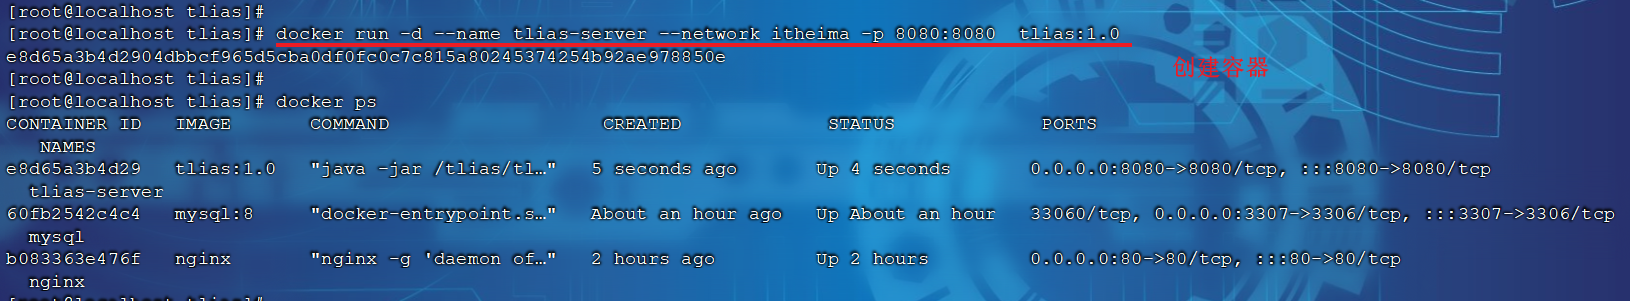 [root@localhost tlias]#
[root@localhost tlias]# docker run -d --name tlias-server --network itheima -p 8080:8080  tlias:1.0
e8d65a3b4d2904dbbcf965d5cba0df0fc0c7c815a80245374254b92ae978850e
创建容器
[root@localhost tlias]#
[root@localhost tlias]# docker ps
CONTAINER ID   IMAGE       COMMAND                   CREATED             STATUS             PORTS
   NAMES
e8d65a3b4d29   tlias:1.0   "java -jar /tlias/tl…"   5 seconds ago       Up 4 seconds       0.0.0.0:8080->8080/tcp, :::8080->8080/tcp
  tlias-server
60fb2542c4c4   mysql:8     "docker-entrypoint.s…"   About an hour ago   Up About an hour   33060/tcp, 0.0.0.0:3307->3306/tcp, :::3307->3306/tcp
  mysql
b083363e476f   nginx       "nginx -g 'daemon of…"   2 hours ago         Up 2 hours         0.0.0.0:80->80/tcp, :::80->80/tcp
  nginx
[root@localhost tlias]#